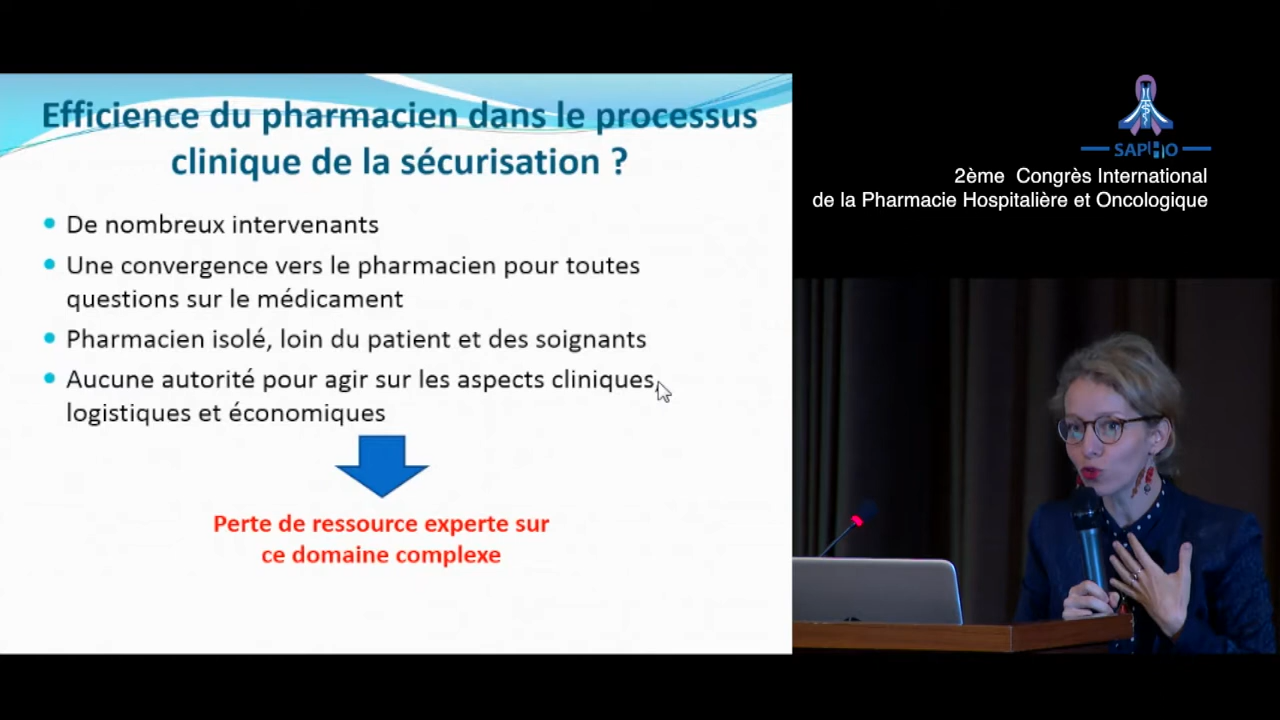 Efficience du pharmacien dans le processus
clinique de la sécurisation ?
De nombreux intervenants
Une convergence vers le pharmacien pour toutes
questions sur le médicament
Pharmacien isolé, loin du patient et des soignants
Aucune autorité pour agir sur les aspects cliniques,
logistiques et économiques
Perte de ressource experte sur
ce domaine complexe
SAPHO
2ème Congrès International
de la Pharmacie Hospitalière et Oncologique